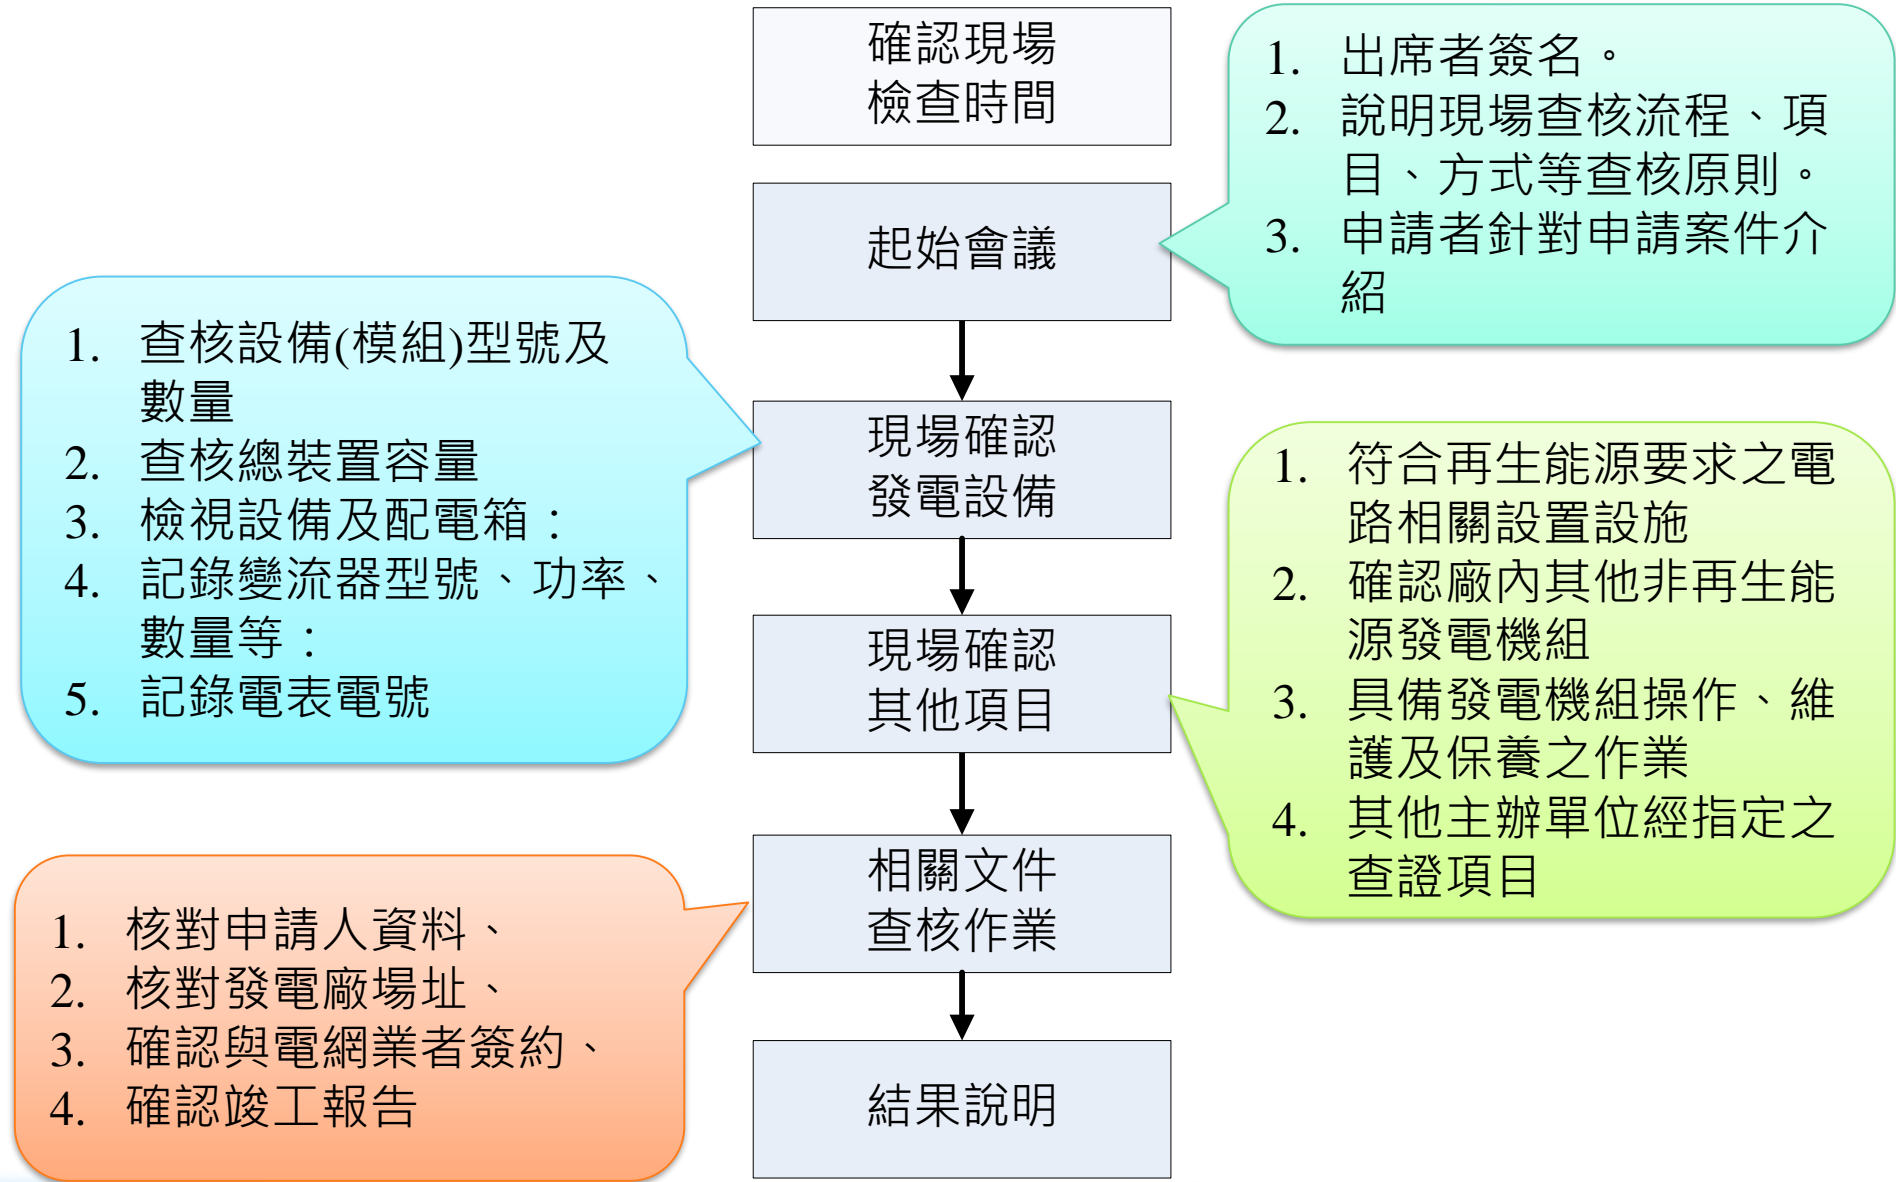 確認現場
檢查時間
1. 出席者簽名。
2. 說明現場查核流程、項
目、方式等查核原則。
3. 申請者針對申請案件介
紹
起始會議
1. 查核設備(模組)型號及
數量
2. 查核總裝置容量
3. 檢視設備及配電箱：
4. 記錄變流器型號、功率、
數量等：
5. 記錄電表電號
現場確認
發電設備
1. 符合再生能源要求之電
路相關設置設施
2. 確認廠內其他非再生能
源發電機組
3. 具備發電機組操作、維
護及保養之作業
4. 其他主辦單位經指定之
查證項目
現場確認
其他項目
1. 核對申請人資料、
2. 核對發電廠場址、
3. 確認與電網業者簽約、
4. 確認竣工報告
相關文件
查核作業
結果說明